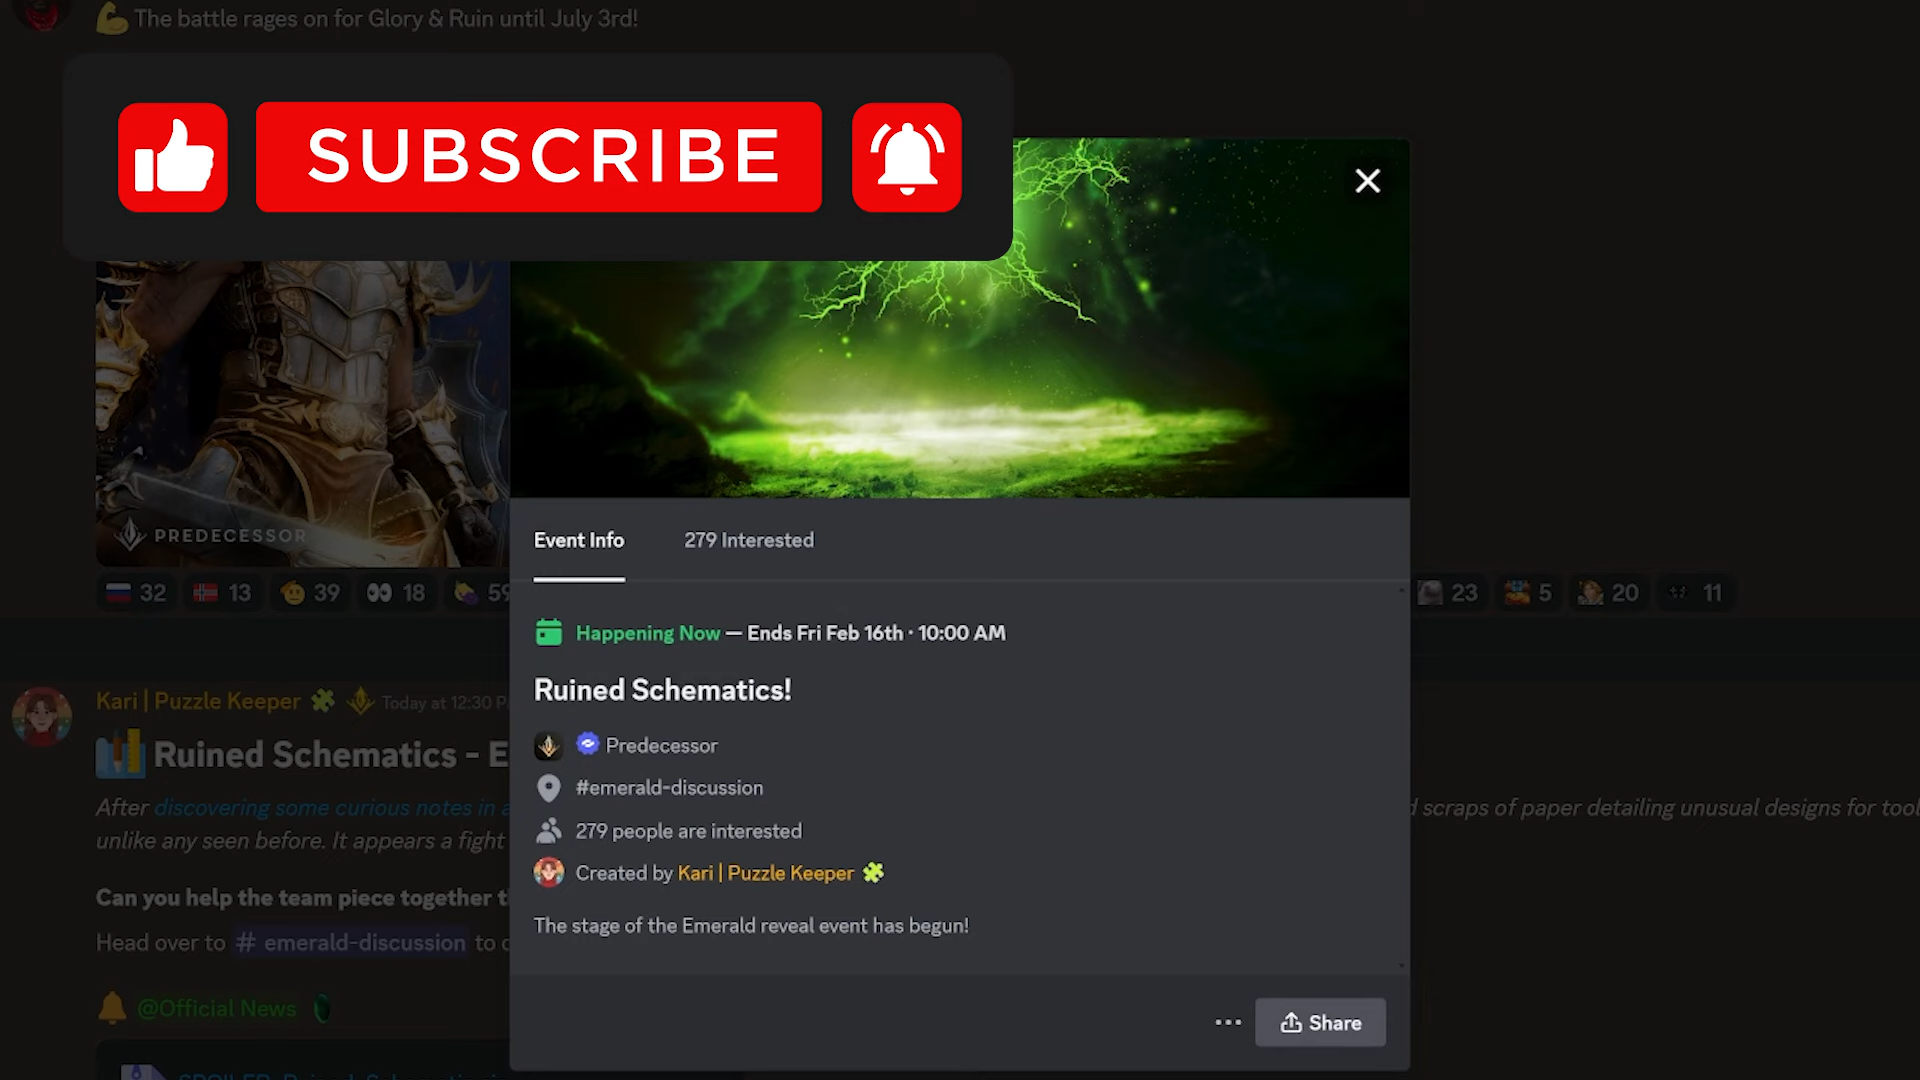 The battle rages on for Glory & Ruin until July 3rd!
SUBSCRIBE
PREDECESSOR
32 13 39 18 59
23 5 20 11
Event Info 279 Interested
Happening Now — Ends Fri Feb 16th · 10:00 AM
Ruined Schematics!
Predecessor
#emerald-discussion
279 people are interested
Created by Kari | Puzzle Keeper
The stage of the Emerald reveal event has begun!
Share
Kari | Puzzle Keeper Today at 12:30 P
Ruined Schematics - E
After discovering some curious notes in a
d scraps of paper detailing unusual designs for tool
unlike any seen before. It appears a fight
Can you help the team piece together t
Head over to # emerald-discussion to
@Official News